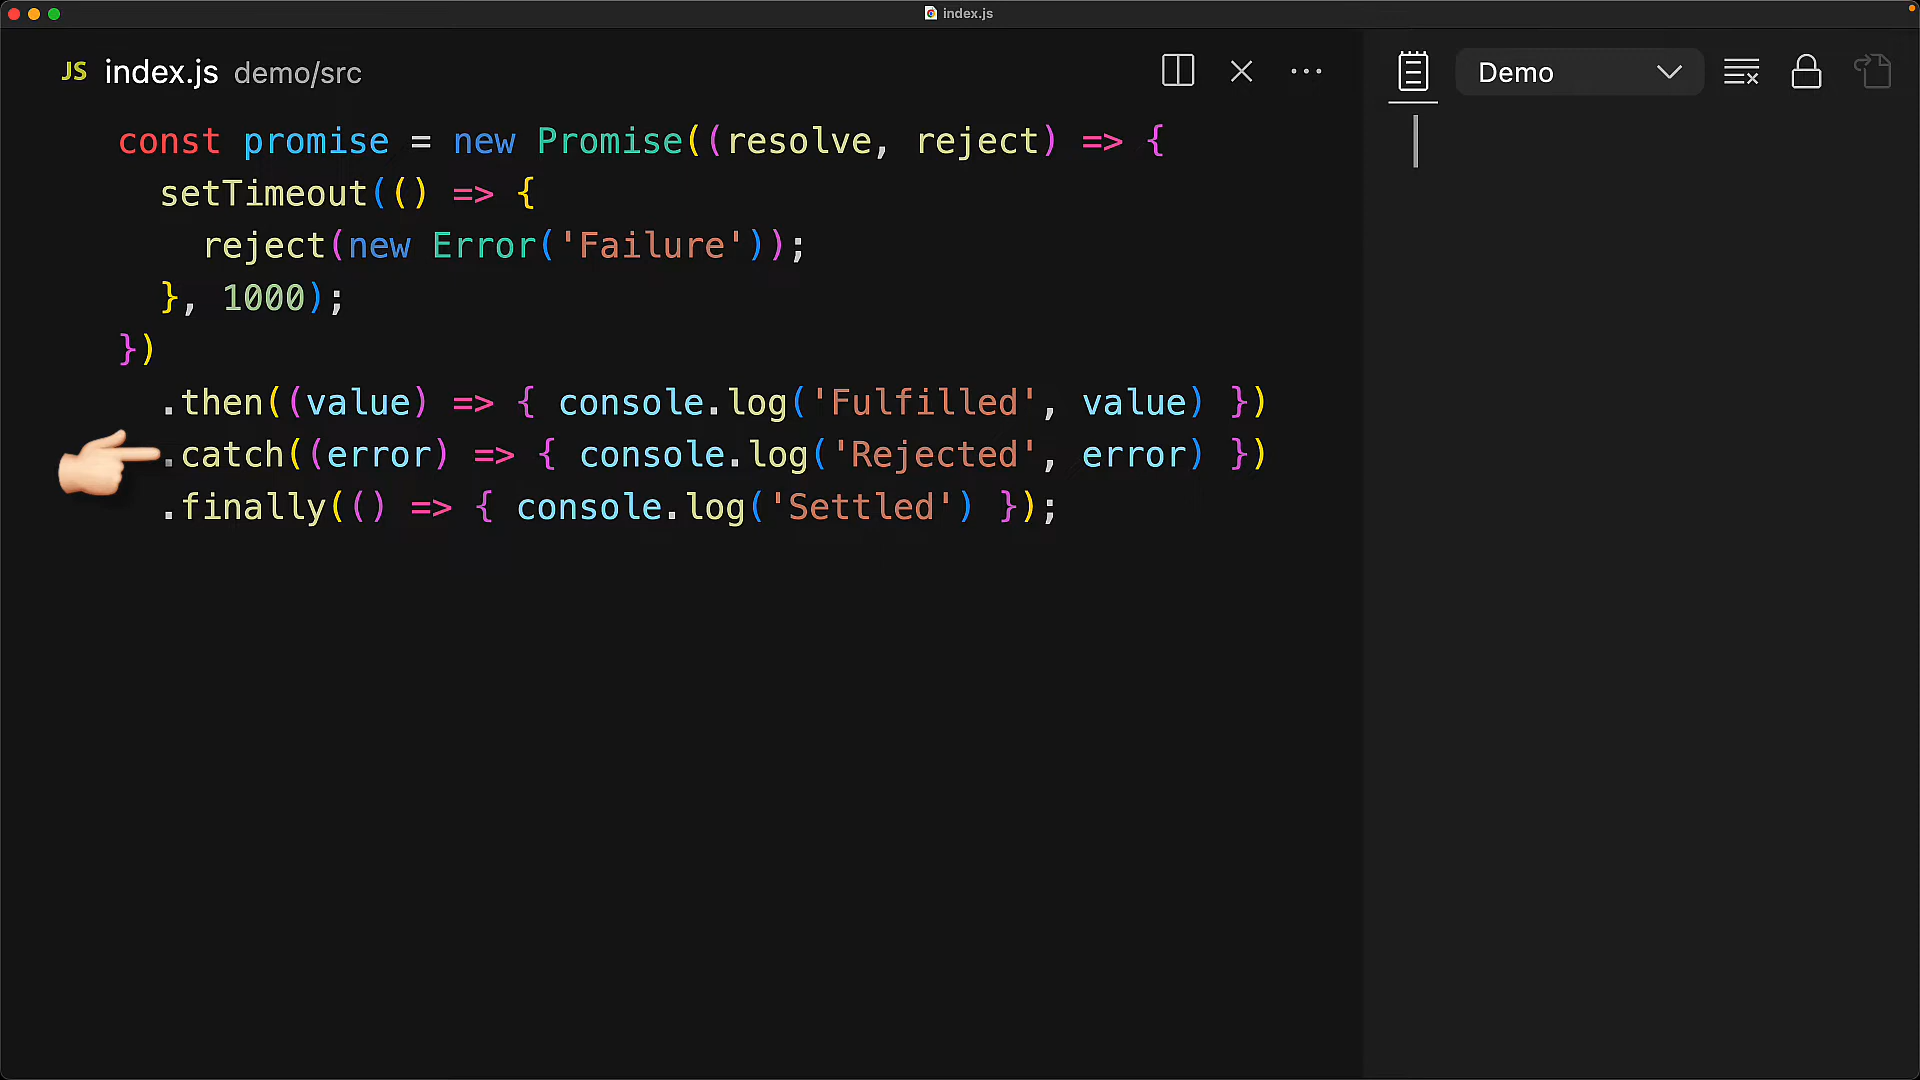 index.js
JS index.js demo/src
Demo
const promise = new Promise((resolve, reject) => {
  setTimeout(() => {
    reject(new Error('Failure'));
  }, 1000);
})
  .then((value) => { console.log('Fulfilled', value) })
  .catch((error) => { console.log('Rejected', error) })
  .finally(() => { console.log('Settled') });